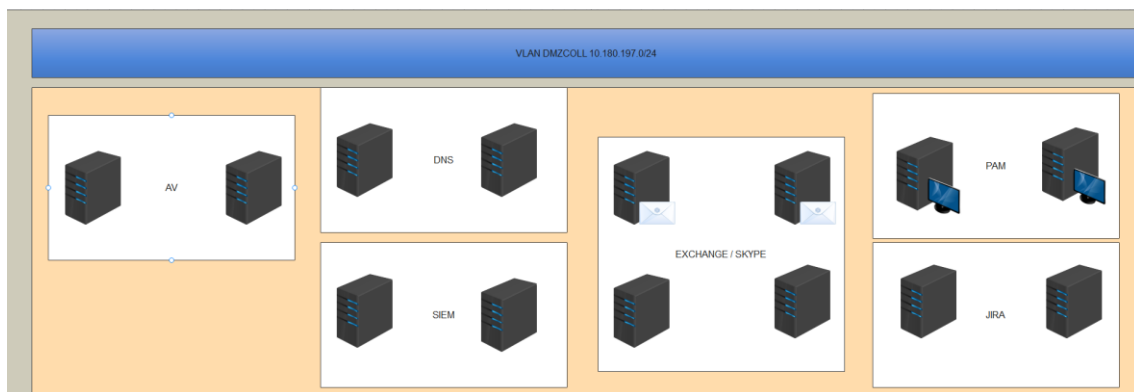 VLAN DMZCOLL 10.180.197.0/24
AV
DNS
PAM
EXCHANGE / SKYPE
SIEM
JIRA